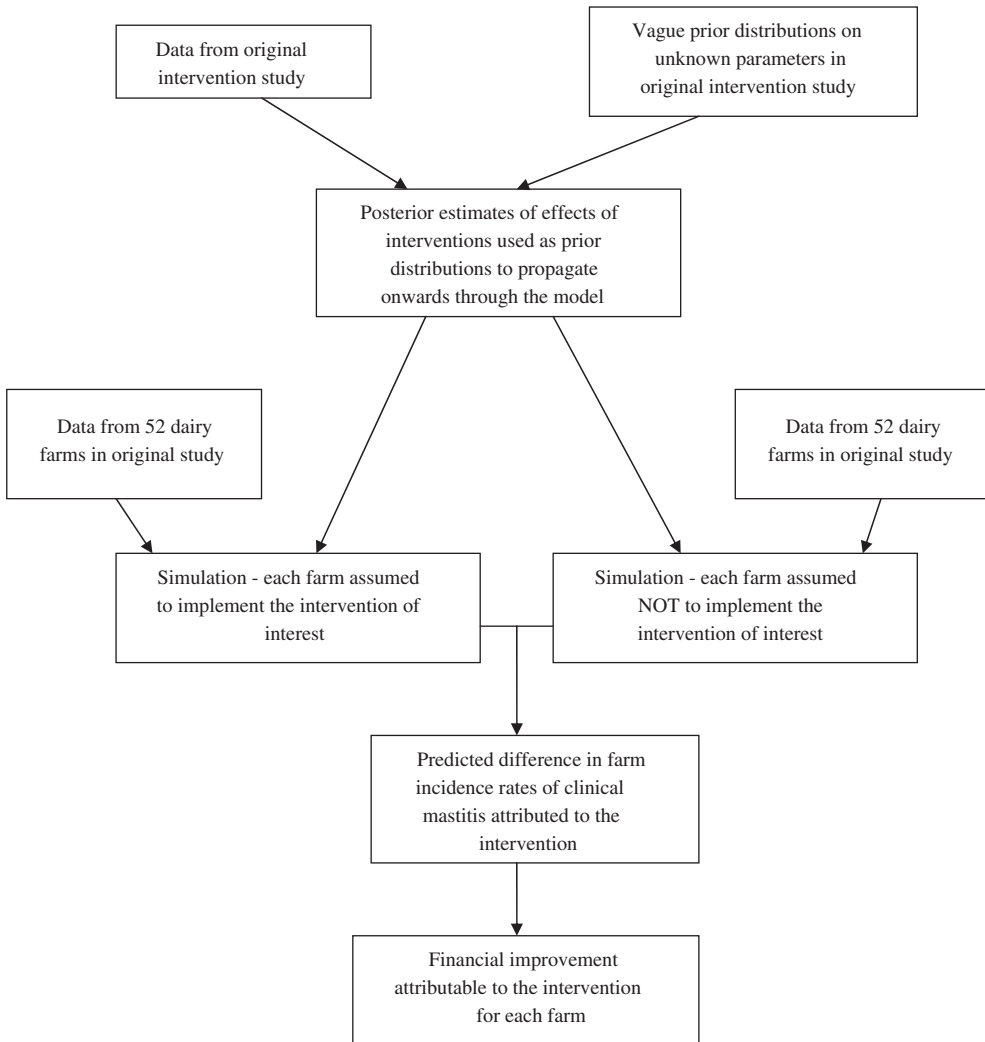 Data from original
intervention study
Vague prior distributions on
unknown parameters in
original intervention study
Posterior estimates of effects of
interventions used as prior
distributions to propagate
onwards through the model
Data from 52 dairy
farms in original study
Data from 52 dairy
farms in original study
Simulation - each farm assumed
to implement the intervention of
interest
Simulation - each farm assumed
NOT to implement the
intervention of interest
Predicted difference in farm
incidence rates of clinical
mastitis attributed to the
intervention
Financial improvement
attributable to the intervention
for each farm